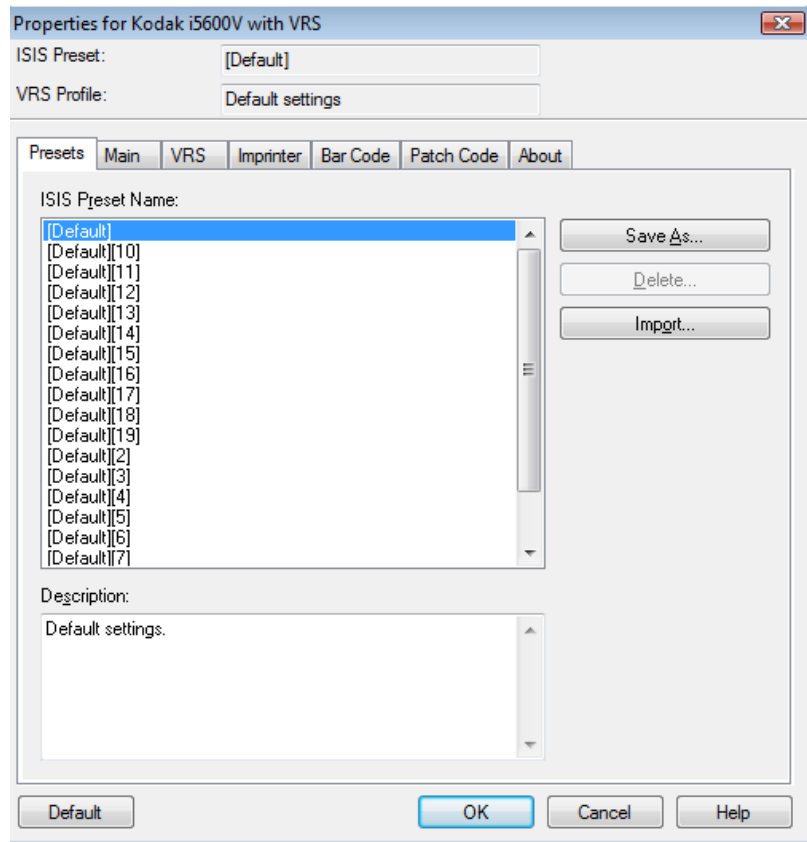 Properties for Kodak i5600V with VRS
ISIS Preset: [Default]
VRS Profile: Default settings
Presets Main VRS Imprinter Bar Code Patch Code About
ISIS Preset Name:
[Default]
[Default][10]
[Default][11]
[Default][12]
[Default][13]
[Default][14]
[Default][15]
[Default][16]
[Default][17]
[Default][18]
[Default][19]
[Default][2]
[Default][3]
[Default][4]
[Default][5]
[Default][6]
[Default][7]
Save As...
Delete...
Import...
Description:
Default settings.
Default OK Cancel Help